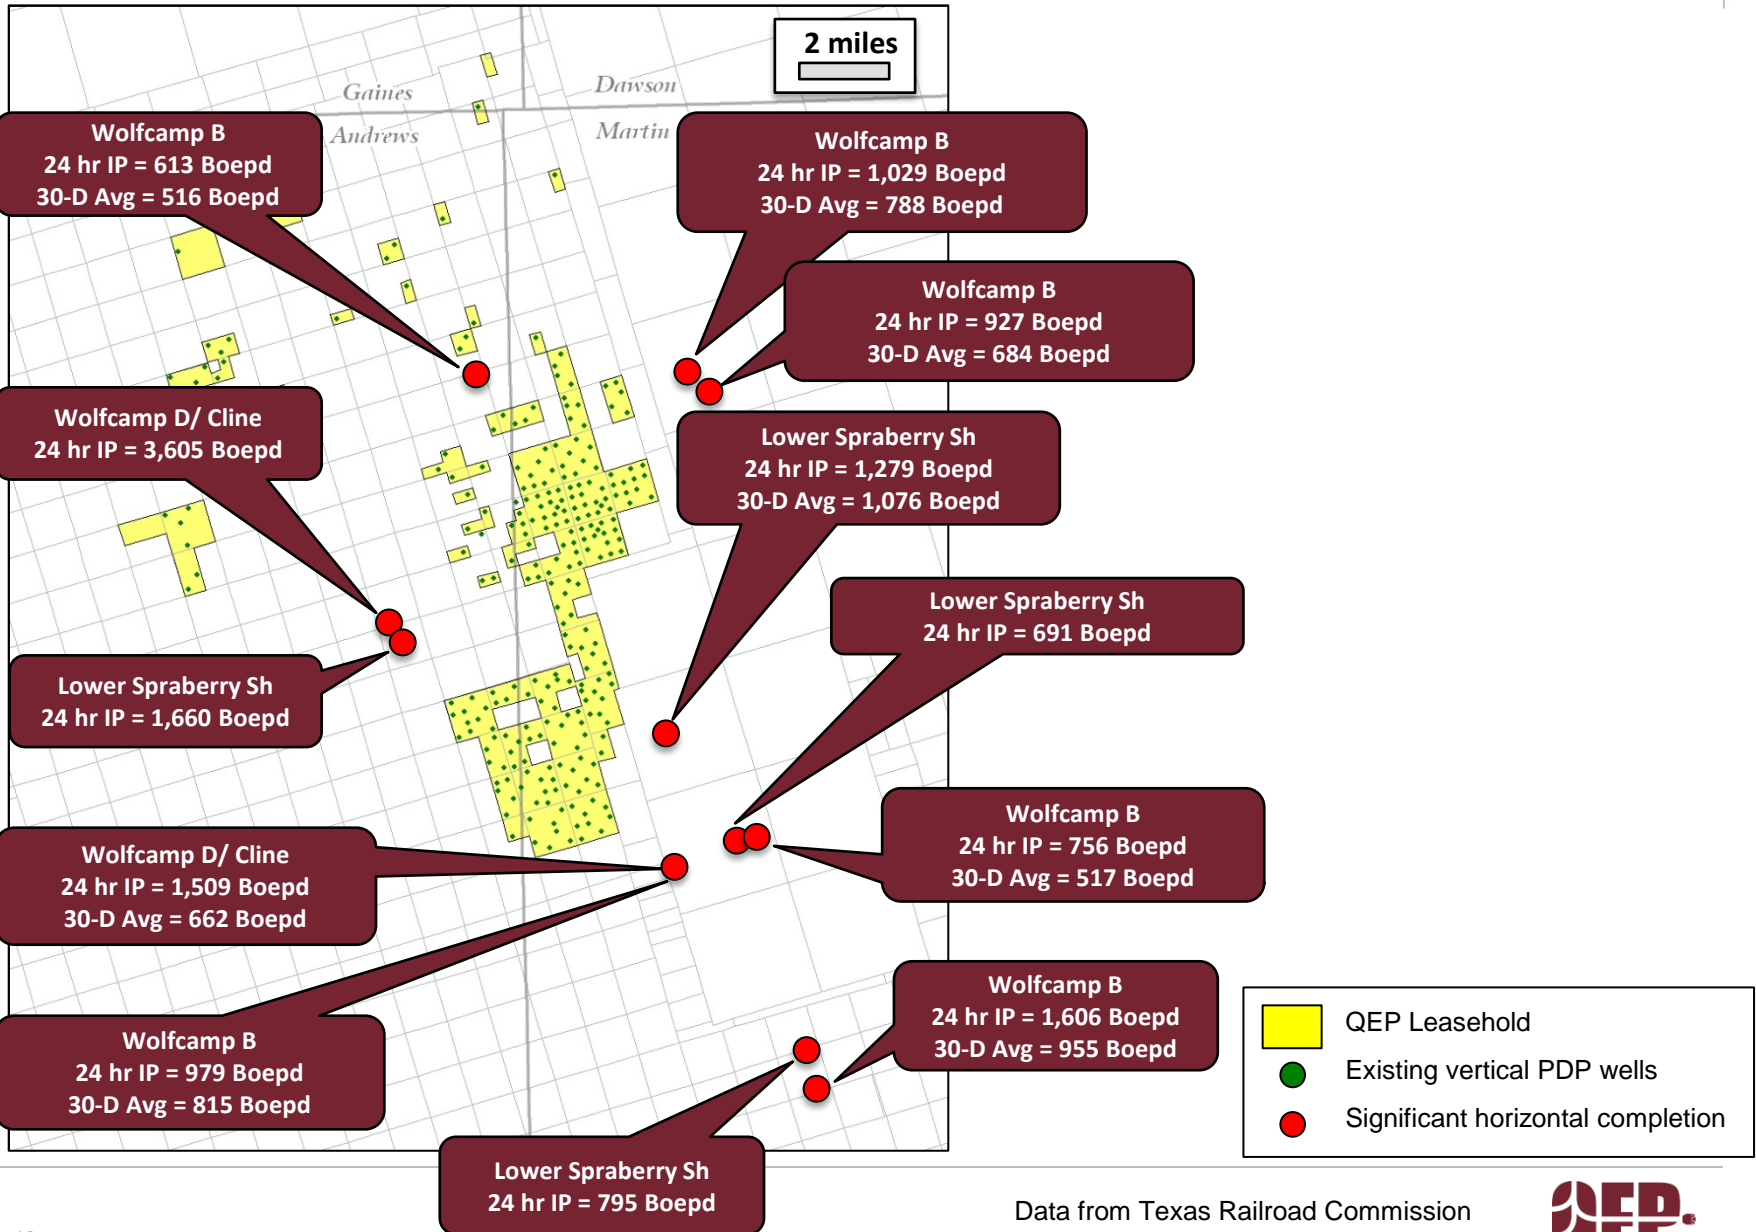 2 miles
Gaines
Dawson
Andrews
Martin
Wolfcamp B
24 hr IP = 613 Boepd
30-D Avg = 516 Boepd
Wolfcamp B
24 hr IP = 1,029 Boepd
30-D Avg = 788 Boepd
Wolfcamp B
24 hr IP = 927 Boepd
30-D Avg = 684 Boepd
Wolfcamp D/ Cline
24 hr IP = 3,605 Boepd
Lower Spraberry Sh
24 hr IP = 1,279 Boepd
30-D Avg = 1,076 Boepd
Lower Spraberry Sh
24 hr IP = 691 Boepd
Lower Spraberry Sh
24 hr IP = 1,660 Boepd
Wolfcamp B
24 hr IP = 756 Boepd
30-D Avg = 517 Boepd
Wolfcamp D/ Cline
24 hr IP = 1,509 Boepd
30-D Avg = 662 Boepd
Wolfcamp B
24 hr IP = 1,606 Boepd
30-D Avg = 955 Boepd
Wolfcamp B
24 hr IP = 979 Boepd
30-D Avg = 815 Boepd
Lower Spraberry Sh
24 hr IP = 795 Boepd
QEP Leasehold
Existing vertical PDP wells
Significant horizontal completion
Data from Texas Railroad Commission
QEP